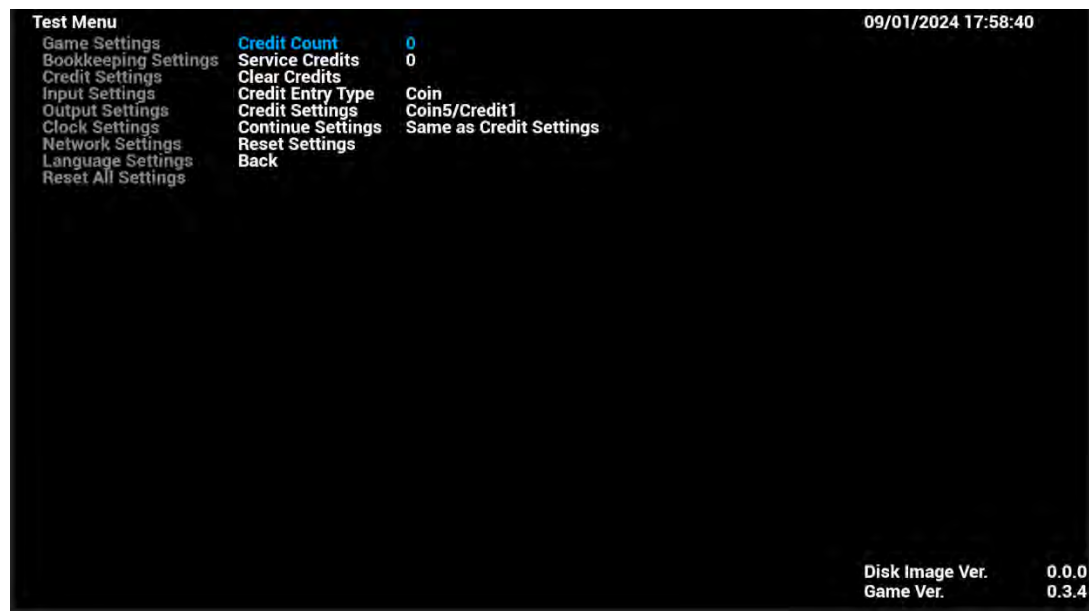 Test Menu 09/01/2024 17:58:40
Game Settings Credit Count 0
Bookkeeping Settings Service Credits 0
Credit Settings Clear Credits
Input Settings Credit Entry Type Coin
Output Settings Credit Settings Coin5/Credit1
Clock Settings Continue Settings Same as Credit Settings
Network Settings Reset Settings
Language Settings Back
Reset All Settings
Disk Image Ver. 0.0.0
Game Ver. 0.3.4